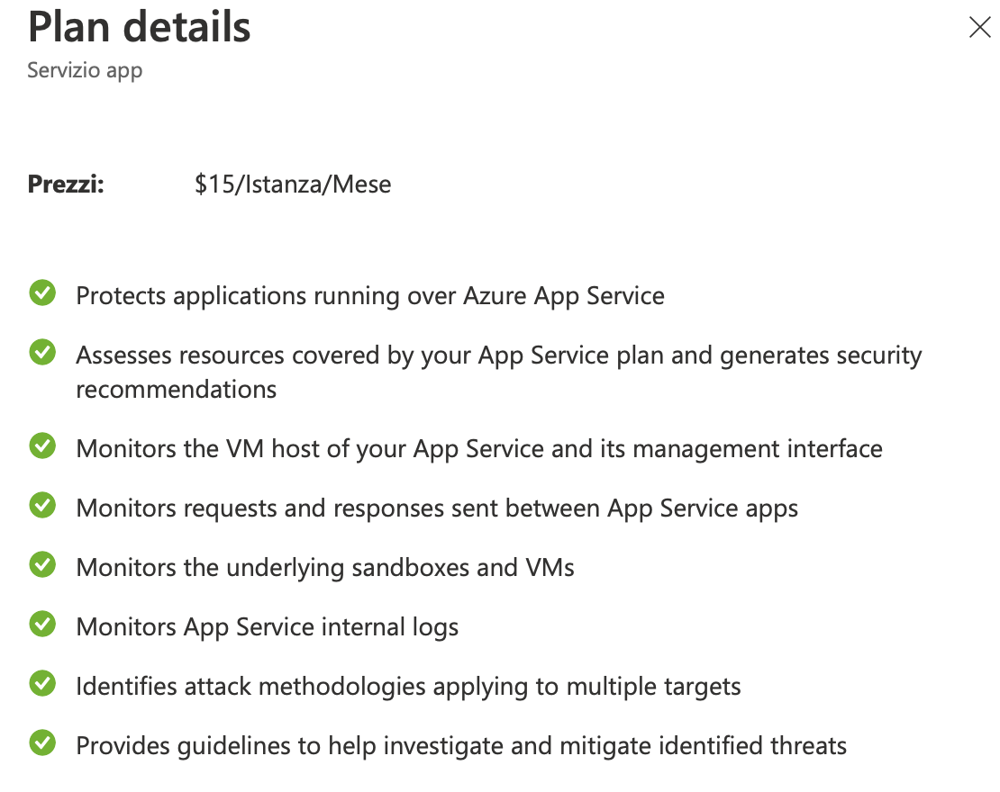 Plan details
Servizio app
Prezzi: $15/Istanza/Mese
Protects applications running over Azure App Service
Assesses resources covered by your App Service plan and generates security
recommendations
Monitors the VM host of your App Service and its management interface
Monitors requests and responses sent between App Service apps
Monitors the underlying sandboxes and VMs
Monitors App Service internal logs
Identifies attack methodologies applying to multiple targets
Provides guidelines to help investigate and mitigate identified threats